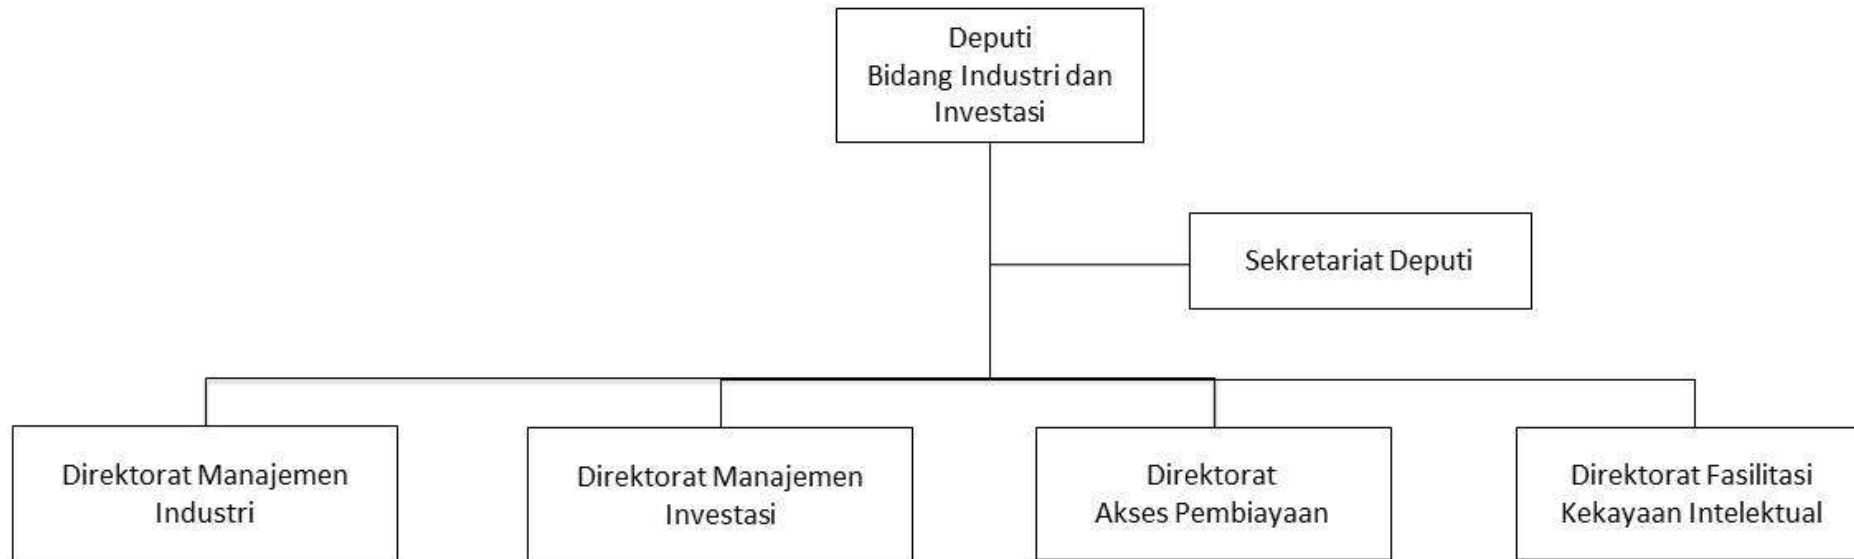 Deputi
Bidang Industri dan
Investasi
Sekretariat Deputi
Direktorat Manajemen
Industri
Direktorat Manajemen
Investasi
Direktorat
Akses Pembiayaan
Direktorat Fasilitasi
Kekayaan Intelektual